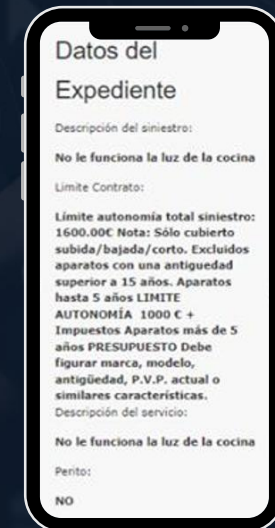 Datos del
Expediente
Descripción del siniestro:
No le funciona la luz de la cocina
Limite Contrato:
Límite autonomía total siniestro:
1600.00€ Nota: Sólo cubierto
subida/bajada/corto. Excluidos
aparatos con una antiguedad
superior a 15 años. Aparatos
hasta 5 años LIMITE
AUTONOMÍA 1000 € +
Impuestos Aparatos más de 5
años PRESUPUESTO Debe
figurar marca, modelo,
antigüedad, P.V.P. actual o
similares características.
Descripción del servicio:
No le funciona la luz de la cocina
Perito:
NO